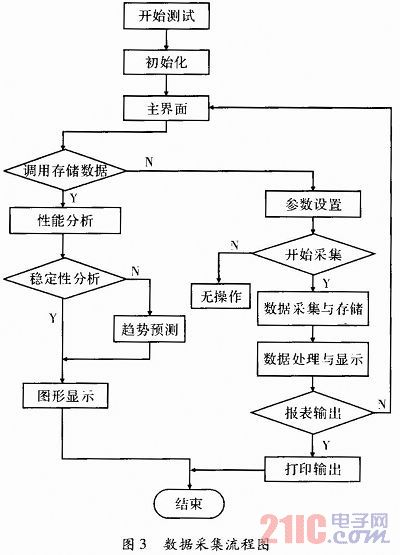 开始测试
初始化
主界面
调用存储数据
N
Y
性能分析
稳定性分析
N
Y
趋势预测
图形显示
参数设置
开始采集
N
Y
无操作
数据采集与存储
数据处理与显示
报表输出
N
Y
打印输出
结束
图 3 数据采集流程图
21IC电子网
21ic.com